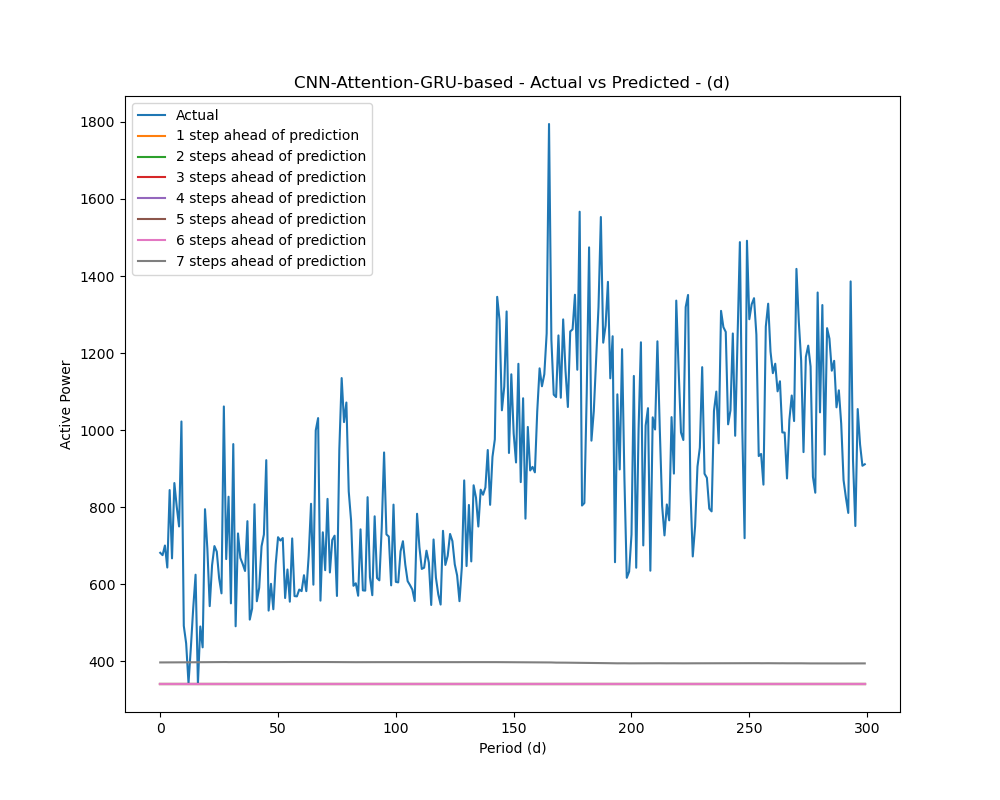 CNN-Attention-GRU-based - Actual vs Predicted - (d)
Actual
1 step ahead of prediction
2 steps ahead of prediction
3 steps ahead of prediction
4 steps ahead of prediction
5 steps ahead of prediction
6 steps ahead of prediction
7 steps ahead of prediction
1800
1600
1400
1200
1000
800
600
400
Active Power
0 50 100 150 200 250 300
Period (d)